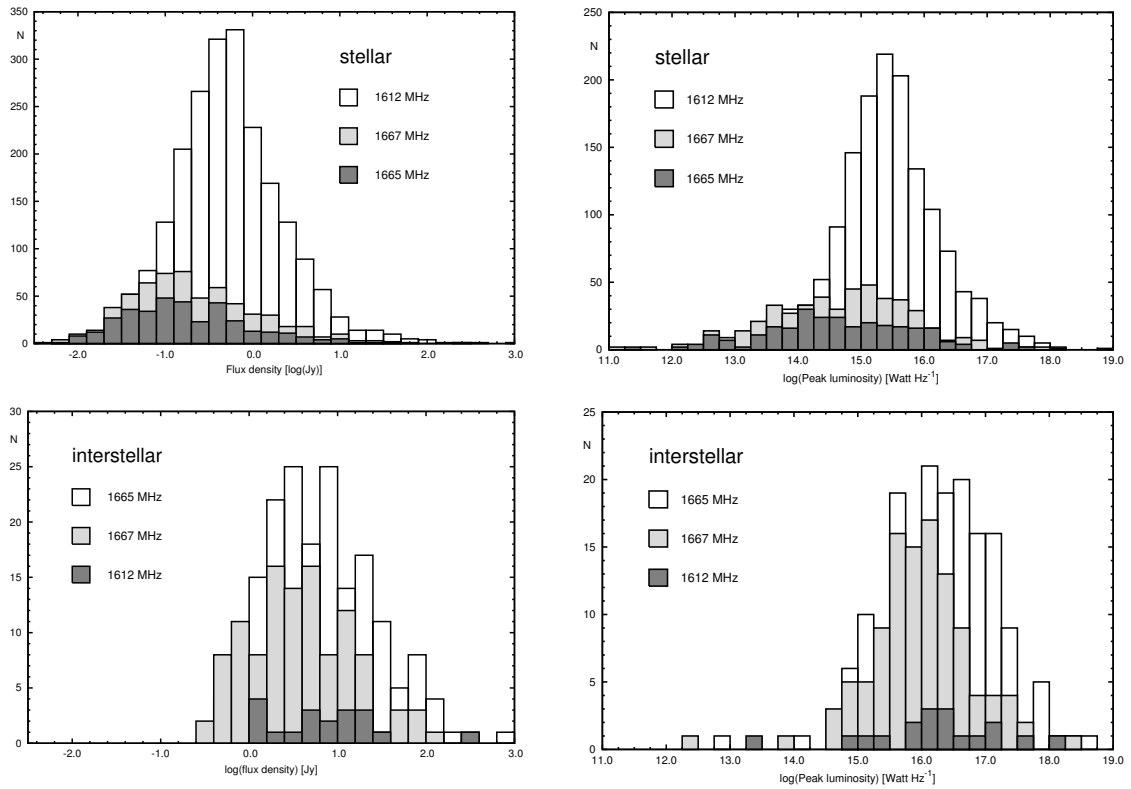 350
N
300
250
200
150
100
50
0
stellar
1612 MHz
1667 MHz
1665 MHz
-2.0 -1.0 0.0 1.0 2.0 3.0
Flux density [log(Jy)]
250
N
200
150
100
50
0
stellar
1612 MHz
1667 MHz
1665 MHz
11.0 12.0 13.0 14.0 15.0 16.0 17.0 18.0 19.0
log(Peak luminosity) [Watt Hz⁻¹]
30
N
25
20
15
10
5
0
interstellar
1665 MHz
1667 MHz
1612 MHz
-2.0 -1.0 0.0 1.0 2.0 3.0
log(flux density) [Jy]
25
N
20
15
10
5
0
interstellar
1665 MHz
1667 MHz
1612 MHz
11.0 12.0 13.0 14.0 15.0 16.0 17.0 18.0 19.0
log(Peak luminosity) [Watt Hz⁻¹]